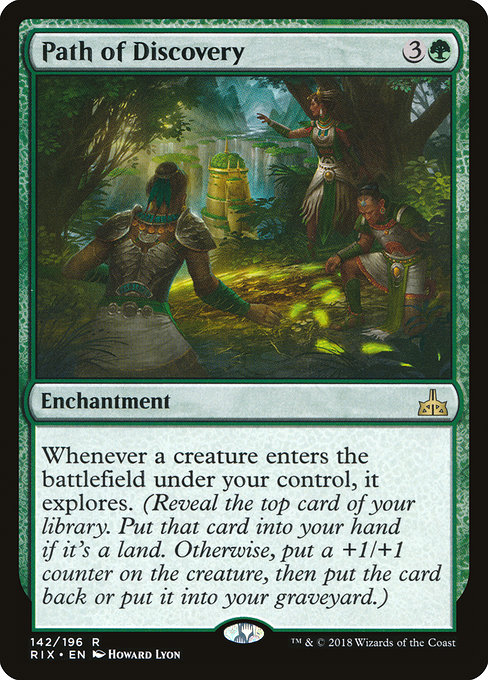 Path of Discovery 3
Enchantment
Whenever a creature enters the
battlefield under your control, it
explores. (Reveal the top card of your
library. Put that card into your hand
if it's a land. Otherwise, put a +1/+1
counter on the creature, then put the card
back or put it into your graveyard.)
142/196 R
RIX • EN Howard Lyon
™ & © 2018 Wizards of the Coast